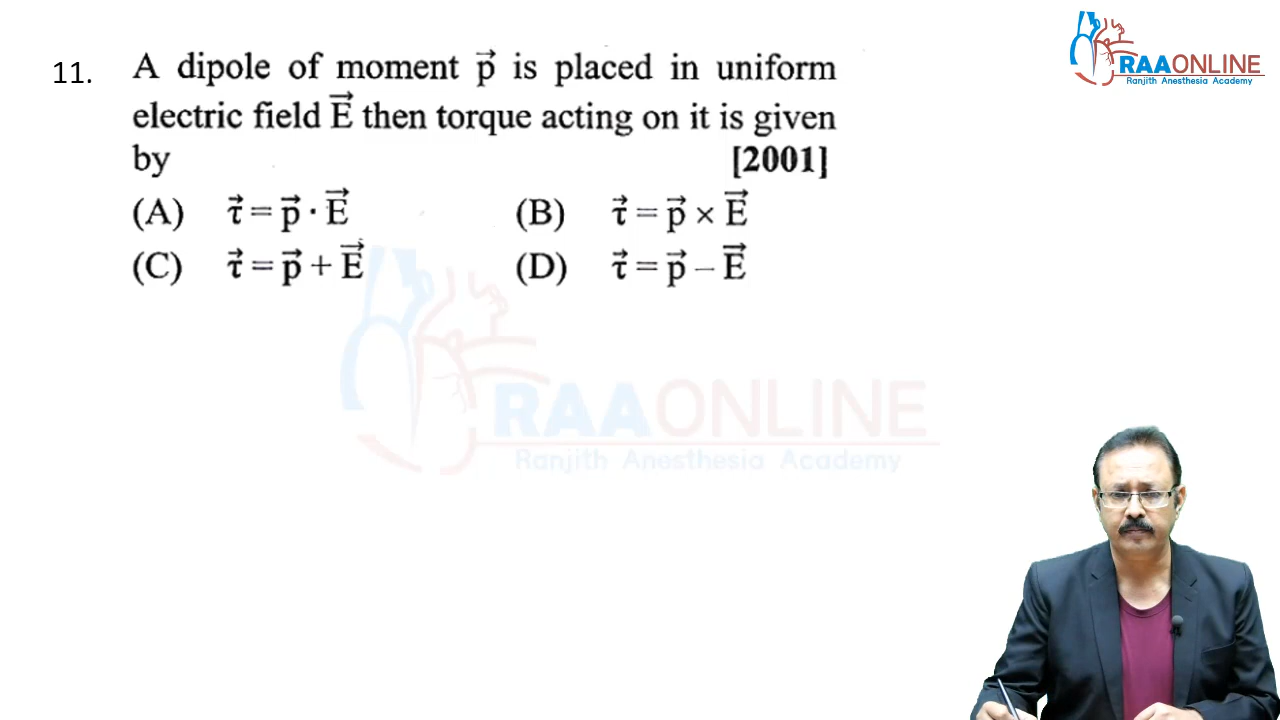 RAAONLINE
Ranjith Anesthesia Academy
11. A dipole of moment p⃗ is placed in uniform
electric field E⃗ then torque acting on it is given
by [2001]
(A) τ⃗ = p⃗ · E⃗ (B) τ⃗ = p⃗ × E⃗
(C) τ⃗ = p⃗ + E⃗ (D) τ⃗ = p⃗ – E⃗
RAAONLINE
Ranjith Anesthesia Academy